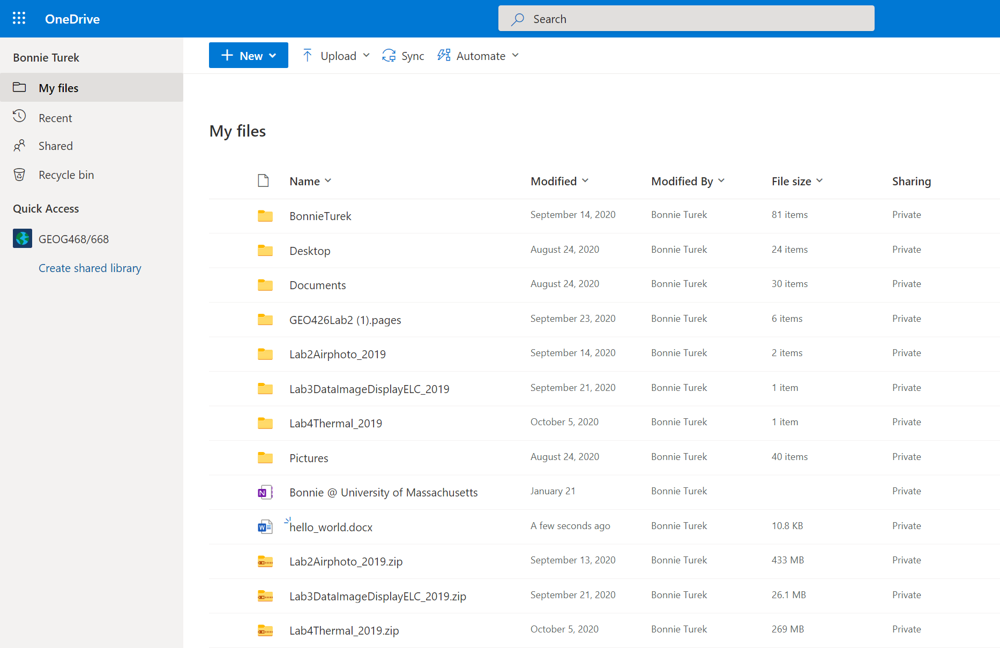 OneDrive
Search
Bonnie Turek
My files
Recent
Shared
Recycle bin
Quick Access
GEOG468/668
Create shared library
New Upload Sync Automate
My files
Name Modified Modified By File size Sharing
BonnieTurek September 14, 2020 Bonnie Turek 81 items Private
Desktop August 24, 2020 Bonnie Turek 24 items Private
Documents August 24, 2020 Bonnie Turek 30 items Private
GEO426Lab2 (1).pages September 23, 2020 Bonnie Turek 6 items Private
Lab2Airphoto_2019 September 14, 2020 Bonnie Turek 2 items Private
Lab3DataImageDisplayELC_2019 September 21, 2020 Bonnie Turek 1 item Private
Lab4Thermal_2019 October 5, 2020 Bonnie Turek 1 item Private
Pictures August 24, 2020 Bonnie Turek 40 items Private
Bonnie @ University of Massachusetts January 21 Bonnie Turek Private
hello_world.docx A few seconds ago Bonnie Turek 10.8 KB Private
Lab2Airphoto_2019.zip September 13, 2020 Bonnie Turek 433 MB Private
Lab3DataImageDisplayELC_2019.zip September 21, 2020 Bonnie Turek 26.1 MB Private
Lab4Thermal_2019.zip October 5, 2020 Bonnie Turek 269 MB Private